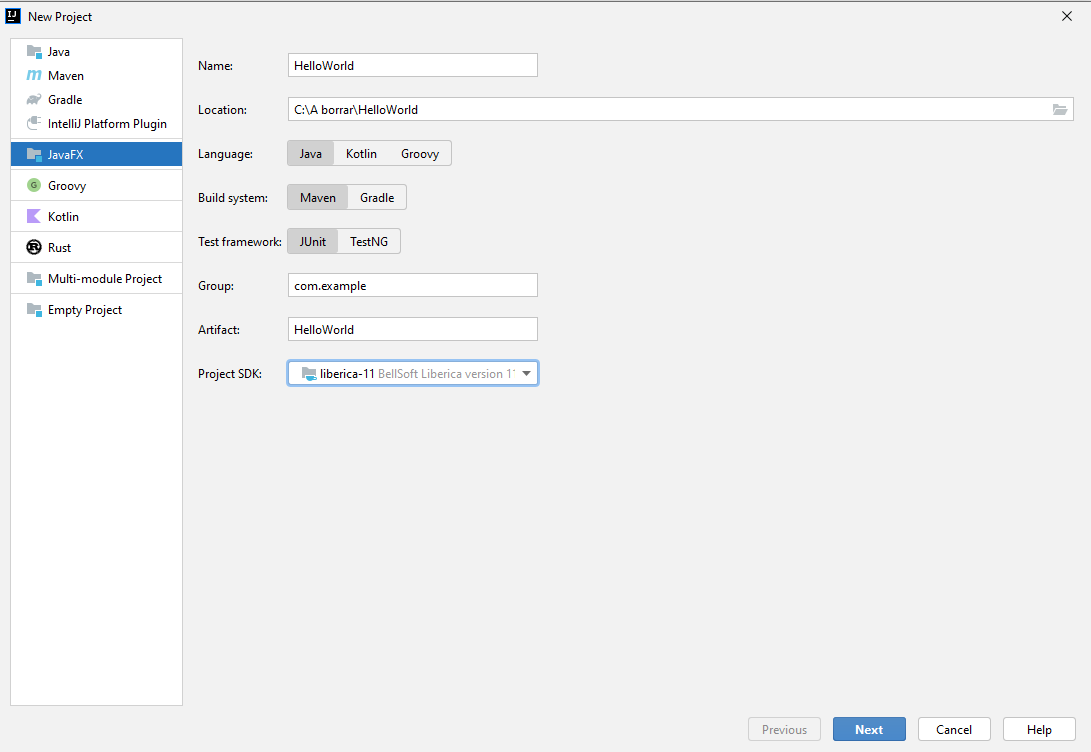 New Project
Java
Maven
Gradle
IntelliJ Platform Plugin
JavaFX
Groovy
Kotlin
Rust
Multi-module Project
Empty Project
Name: HelloWorld
Location: C:\A borrar\HelloWorld
Language: Java Kotlin Groovy
Build system: Maven Gradle
Test framework: JUnit TestNG
Group: com.example
Artifact: HelloWorld
Project SDK: liberica-11 BellSoft Liberica version
Previous Next Cancel Help